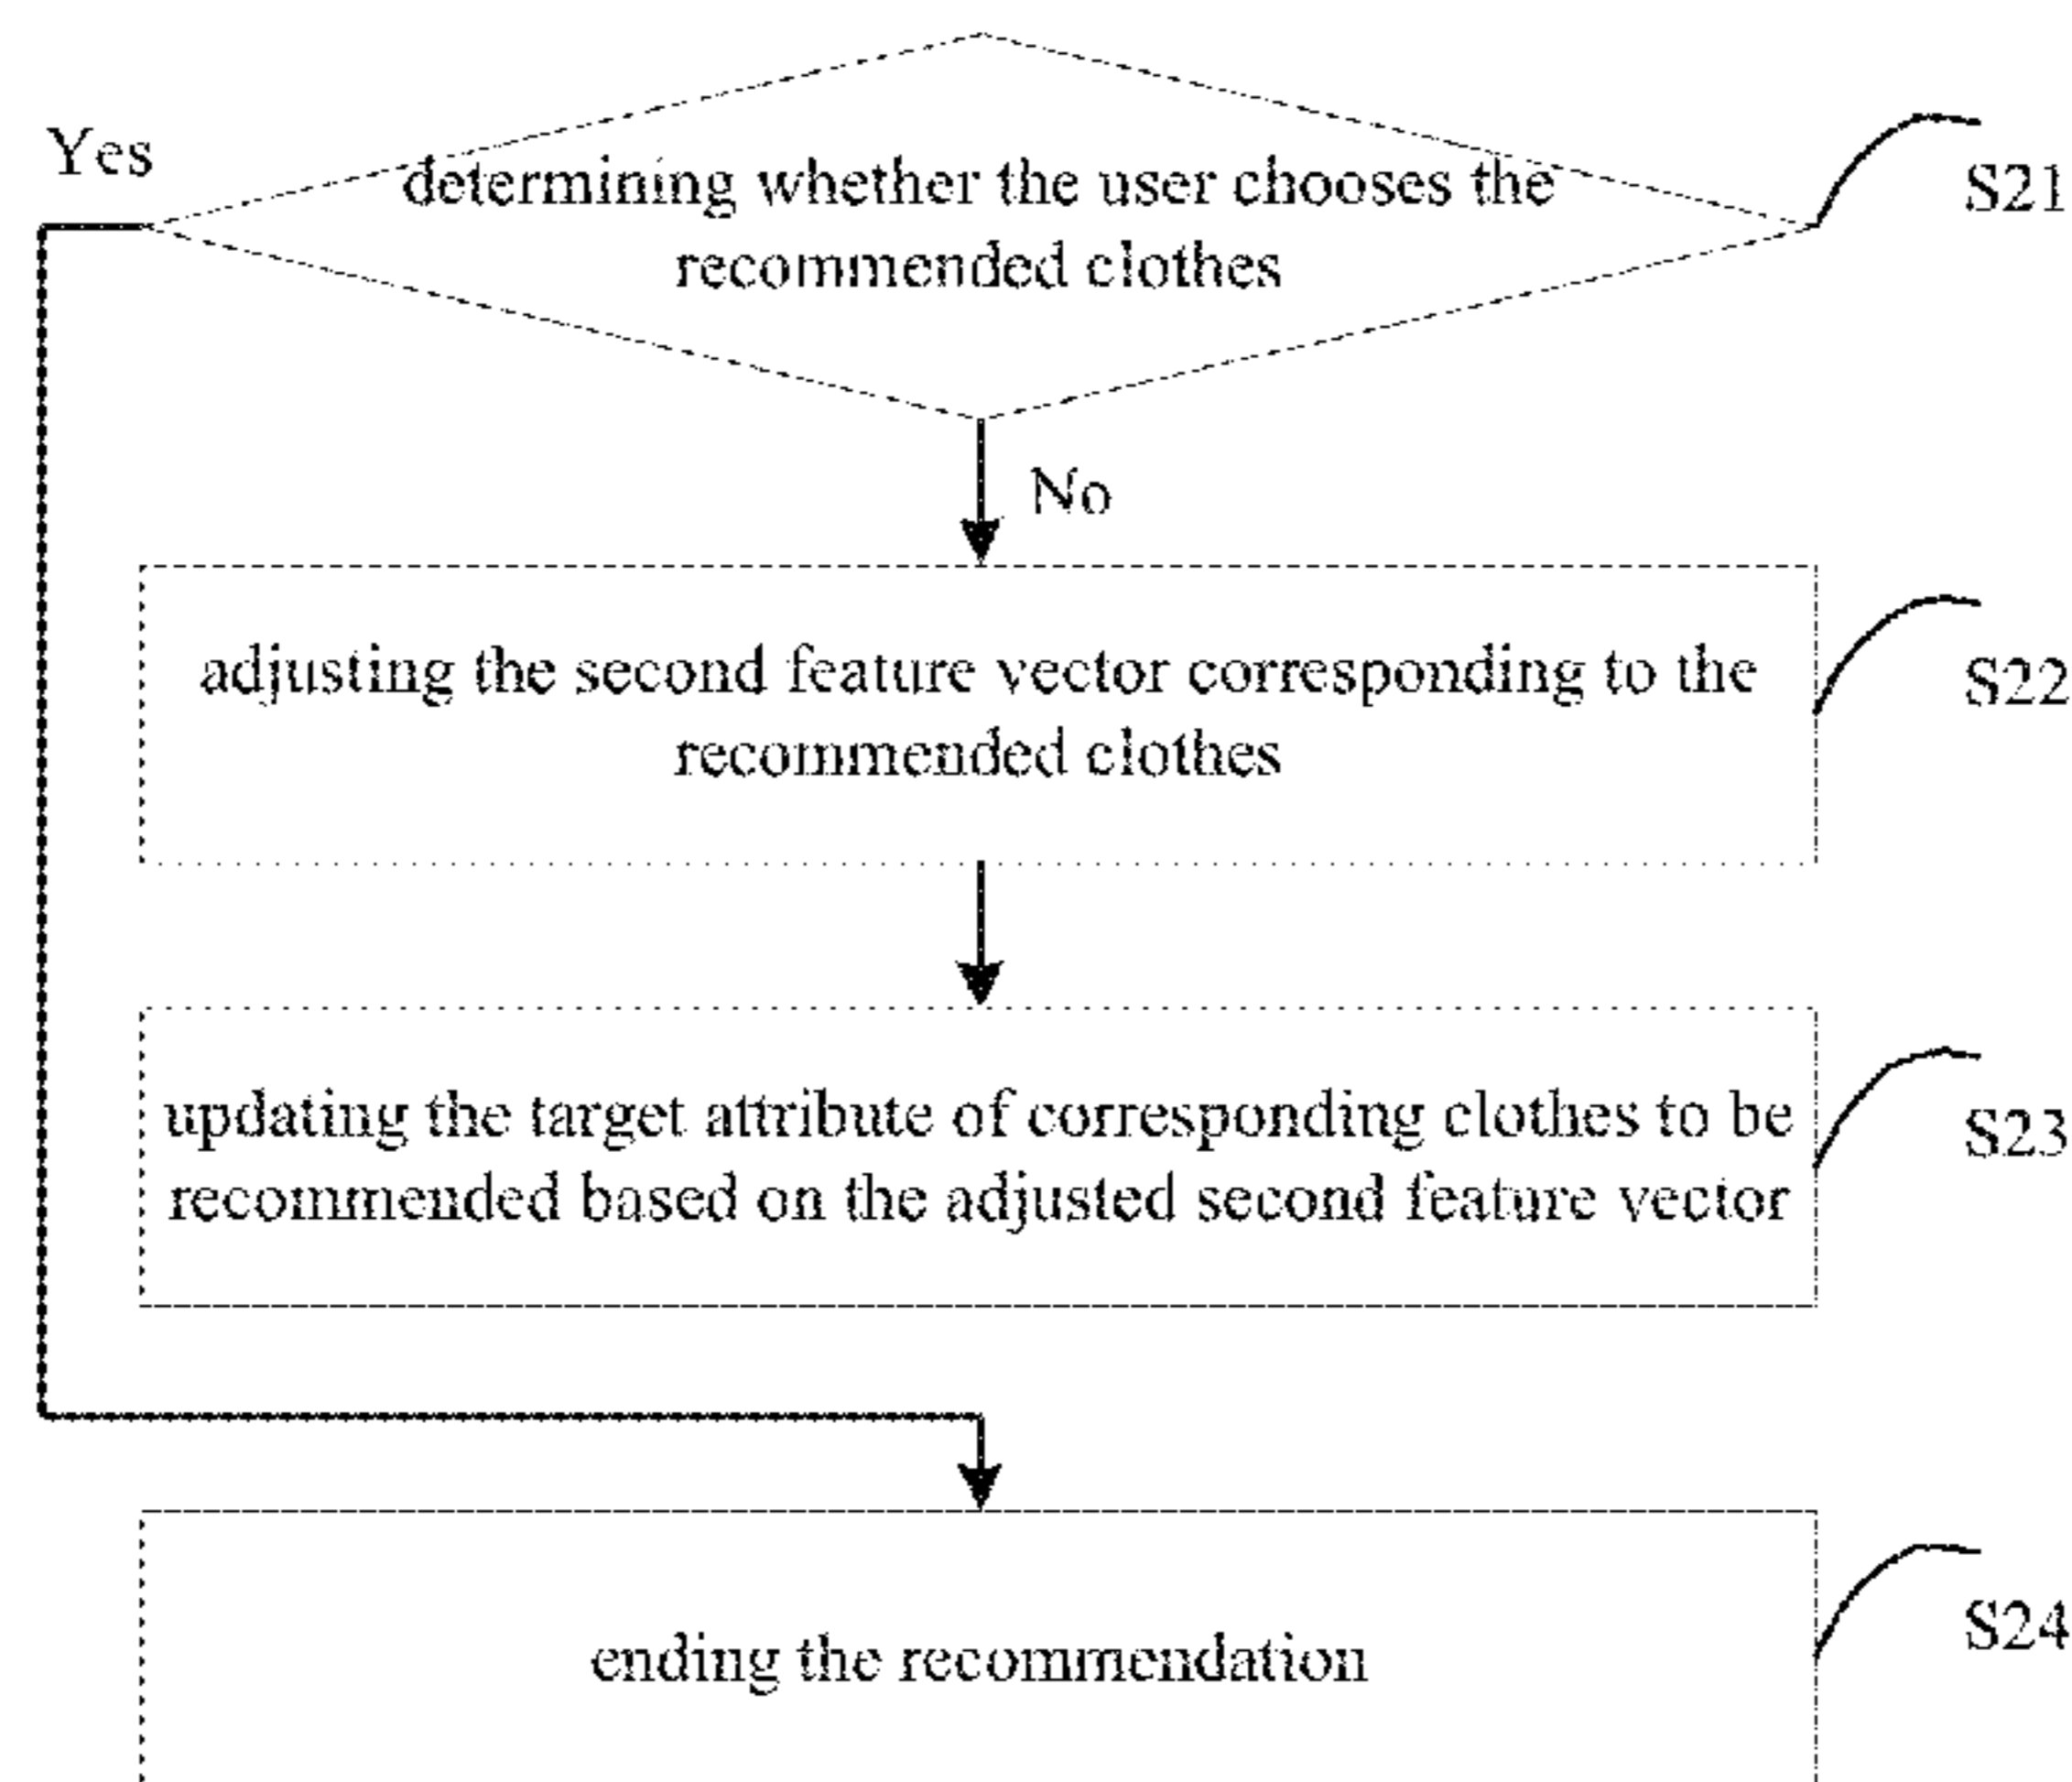 Yes
determining whether the user chooses the
recommended clothes
S21
No
adjusting the second feature vector corresponding to the
recommended clothes
S22
updating the target attribute of corresponding clothes to be
recommended based on the adjusted second feature vector
S23
ending the recommendation
S24